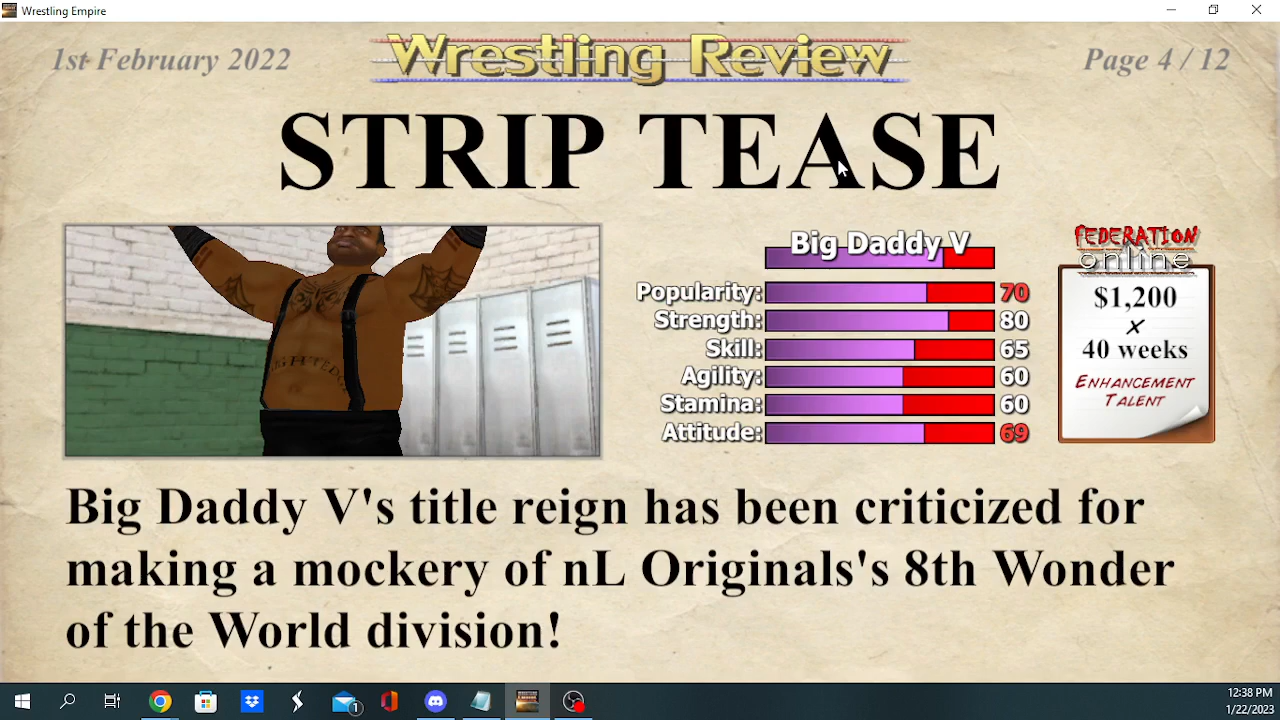 Wrestling Empire
1st February 2022
Wrestling Review
Page 4 / 12
STRIP TEASE
Big Daddy V
Popularity: 70
Strength: 80
Skill: 65
Agility: 60
Stamina: 60
Attitude: 69
FEDERATION
online
$1,200
x
40 weeks
ENHANCEMENT
TALENT
Big Daddy V's title reign has been criticized for
making a mockery of nL Originals's 8th Wonder
of the World division!
1
12:38 PM
1/22/2023